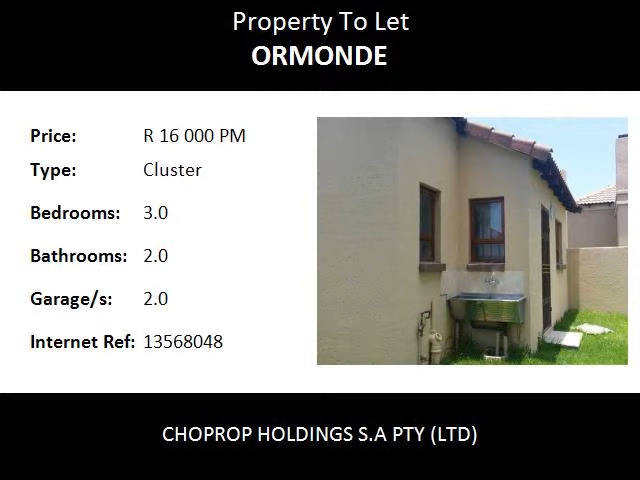 Property To Let
ORMONDE
Price: R 16 000 PM
Type: Cluster
Bedrooms: 3.0
Bathrooms: 2.0
Garage/s: 2.0
Internet Ref: 13568048
CHOPROP HOLDINGS S.A PTY (LTD)